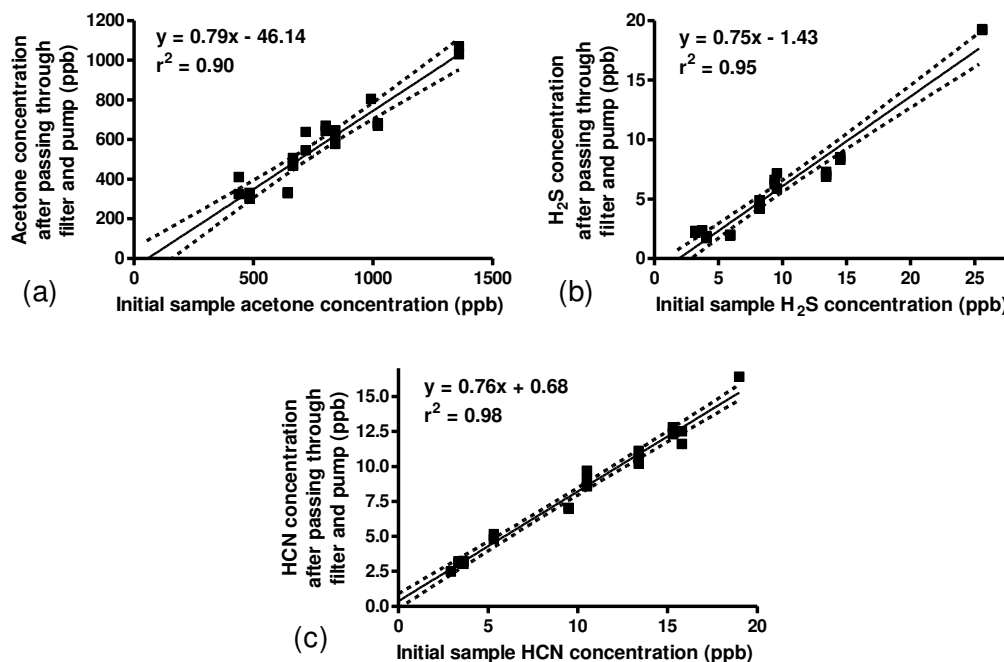 y = 0.79x - 46.14
r² = 0.90
Acetone concentration
after passing through
filter and pump (ppb)
1200
1000
800
600
400
200
0
500
1000
1500
(a)
Initial sample acetone concentration (ppb)
y = 0.75x - 1.43
r² = 0.95
H₂S concentration
after passing through
filter and pump (ppb)
20
15
10
5
0
0
5
10
15
20
25
(b)
Initial sample H₂S concentration (ppb)
y = 0.76x + 0.68
r² = 0.98
HCN concentration
after passing through
filter and pump (ppb)
15.0
12.5
10.0
7.5
5.0
2.5
0.0
0
5
10
15
20
(c)
Initial sample HCN concentration (ppb)